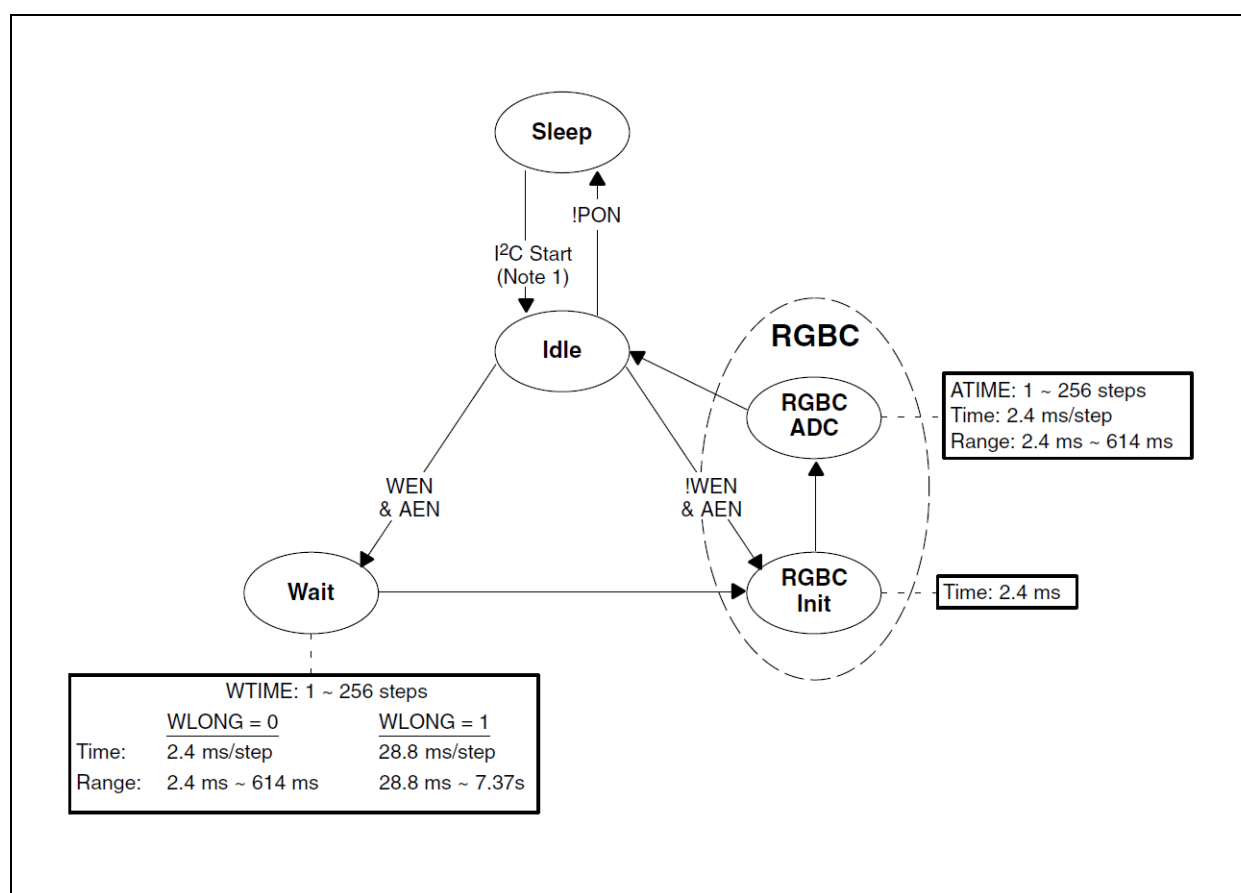 Sleep
!PON
I²C Start
(Note 1)
Idle
RGBC
RGBC
ADC
ATIME: 1 ~ 256 steps
Time: 2.4 ms/step
Range: 2.4 ms ~ 614 ms
WEN
& AEN
!WEN
& AEN
Wait
RGBC
Init
Time: 2.4 ms
WTIME: 1 ~ 256 steps
WLONG = 0 WLONG = 1
Time: 2.4 ms/step 28.8 ms/step
Range: 2.4 ms ~ 614 ms 28.8 ms ~ 7.37s